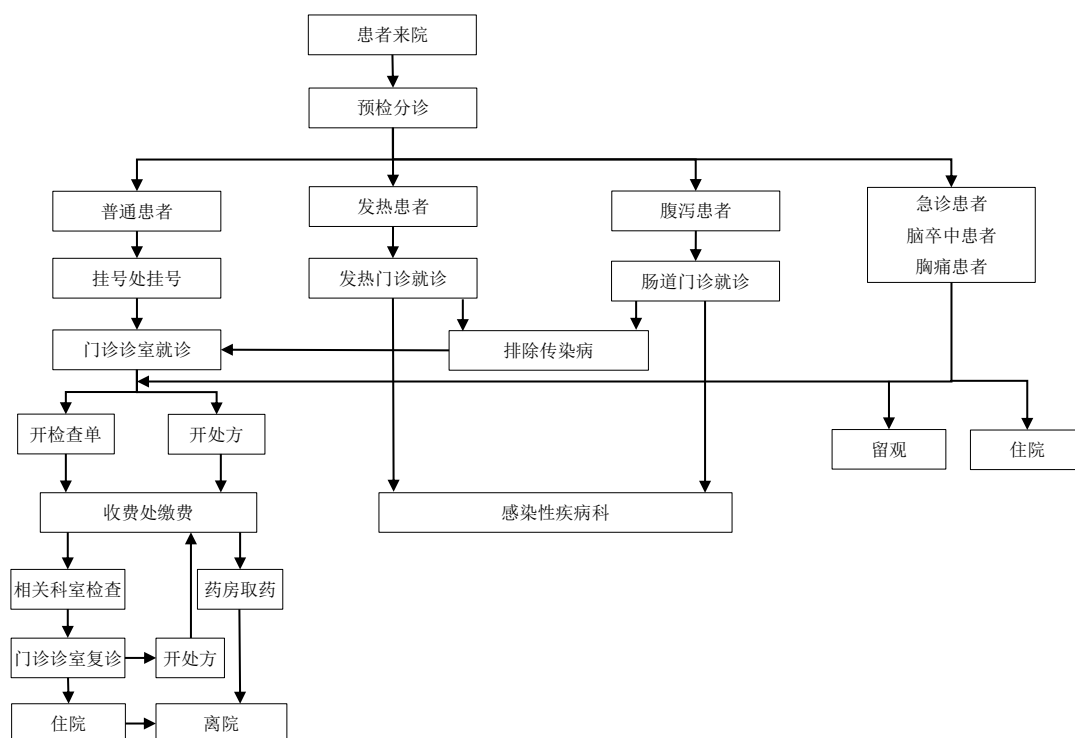 患者来院
预检分诊
普通患者
发热患者
腹泻患者
急诊患者
脑卒中患者
胸痛患者
挂号处挂号
发热门诊就诊
肠道门诊就诊
门诊诊室就诊
排除传染病
开检查单
开处方
留观
住院
收费处缴费
感染性疾病科
相关科室检查
药房取药
门诊诊室复诊
开处方
住院
离院